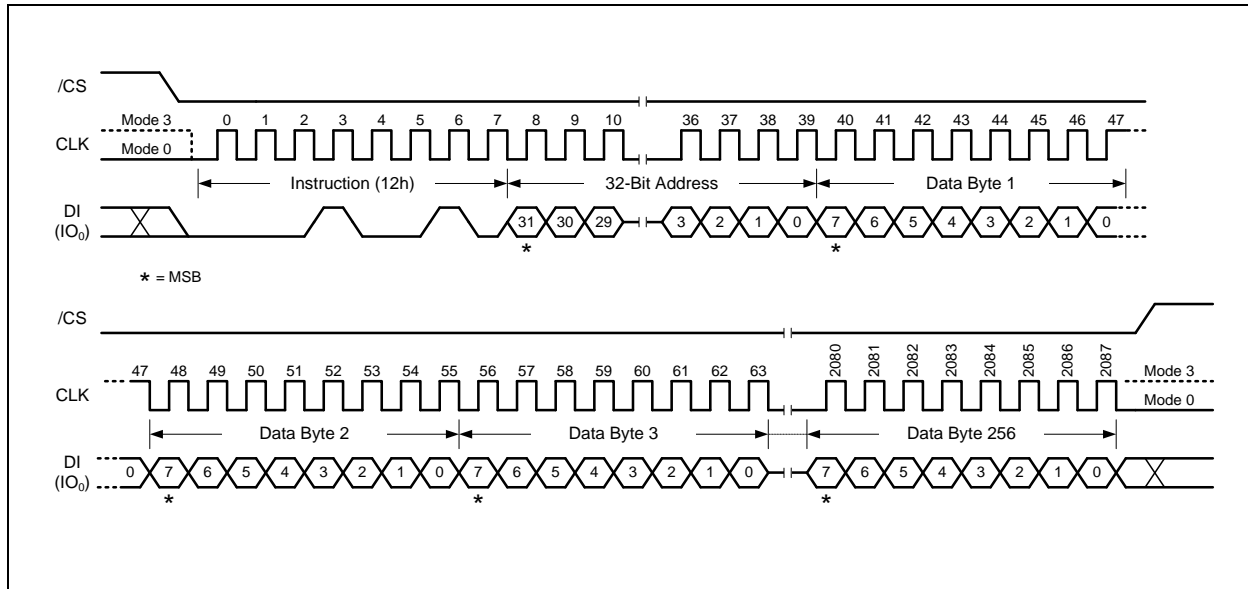 /CS
Mode 3 0 1 2 3 4 5 6 7 8 9 10 36 37 38 39 40 41 42 43 44 45 46 47
CLK Mode 0
Instruction (12h) 32-Bit Address Data Byte 1
DI
(IO₀) 31 30 29 3 2 1 0 7 6 5 4 3 2 1 0
* *
* = MSB
/CS
47 48 49 50 51 52 53 54 55 56 57 58 59 60 61 62 63 2080 2081 2082 2083 2084 2085 2086 2087 Mode 3
CLK Mode 0
Data Byte 2 Data Byte 3 Data Byte 256
DI
(IO₀) 0 7 6 5 4 3 2 1 0 7 6 5 4 3 2 1 0 7 6 5 4 3 2 1 0
* * *